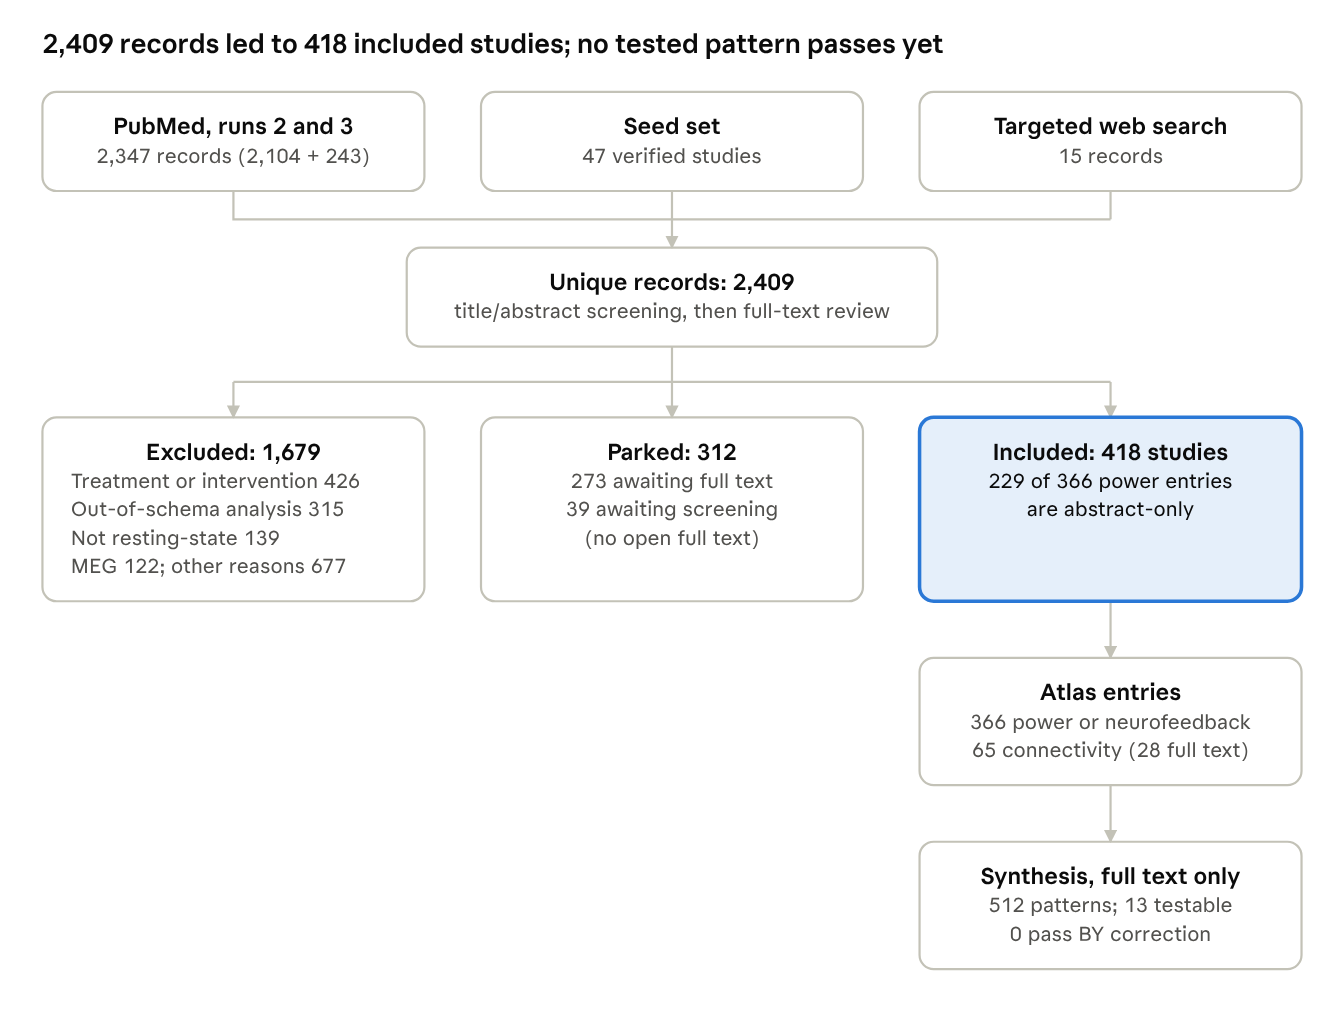 2,409 records led to 418 included studies; no tested pattern passes yet
PubMed, runs 2 and 3
2,347 records (2,104 + 243)
Seed set
47 verified studies
Targeted web search
15 records
Unique records: 2,409
title/abstract screening, then full-text review
Excluded: 1,679
Treatment or intervention 426
Out-of-schema analysis 315
Not resting-state 139
MEG 122; other reasons 677
Parked: 312
273 awaiting full text
39 awaiting screening
(no open full text)
Included: 418 studies
229 of 366 power entries
are abstract-only
Atlas entries
366 power or neurofeedback
65 connectivity (28 full text)
Synthesis, full text only
512 patterns; 13 testable
0 pass BY correction